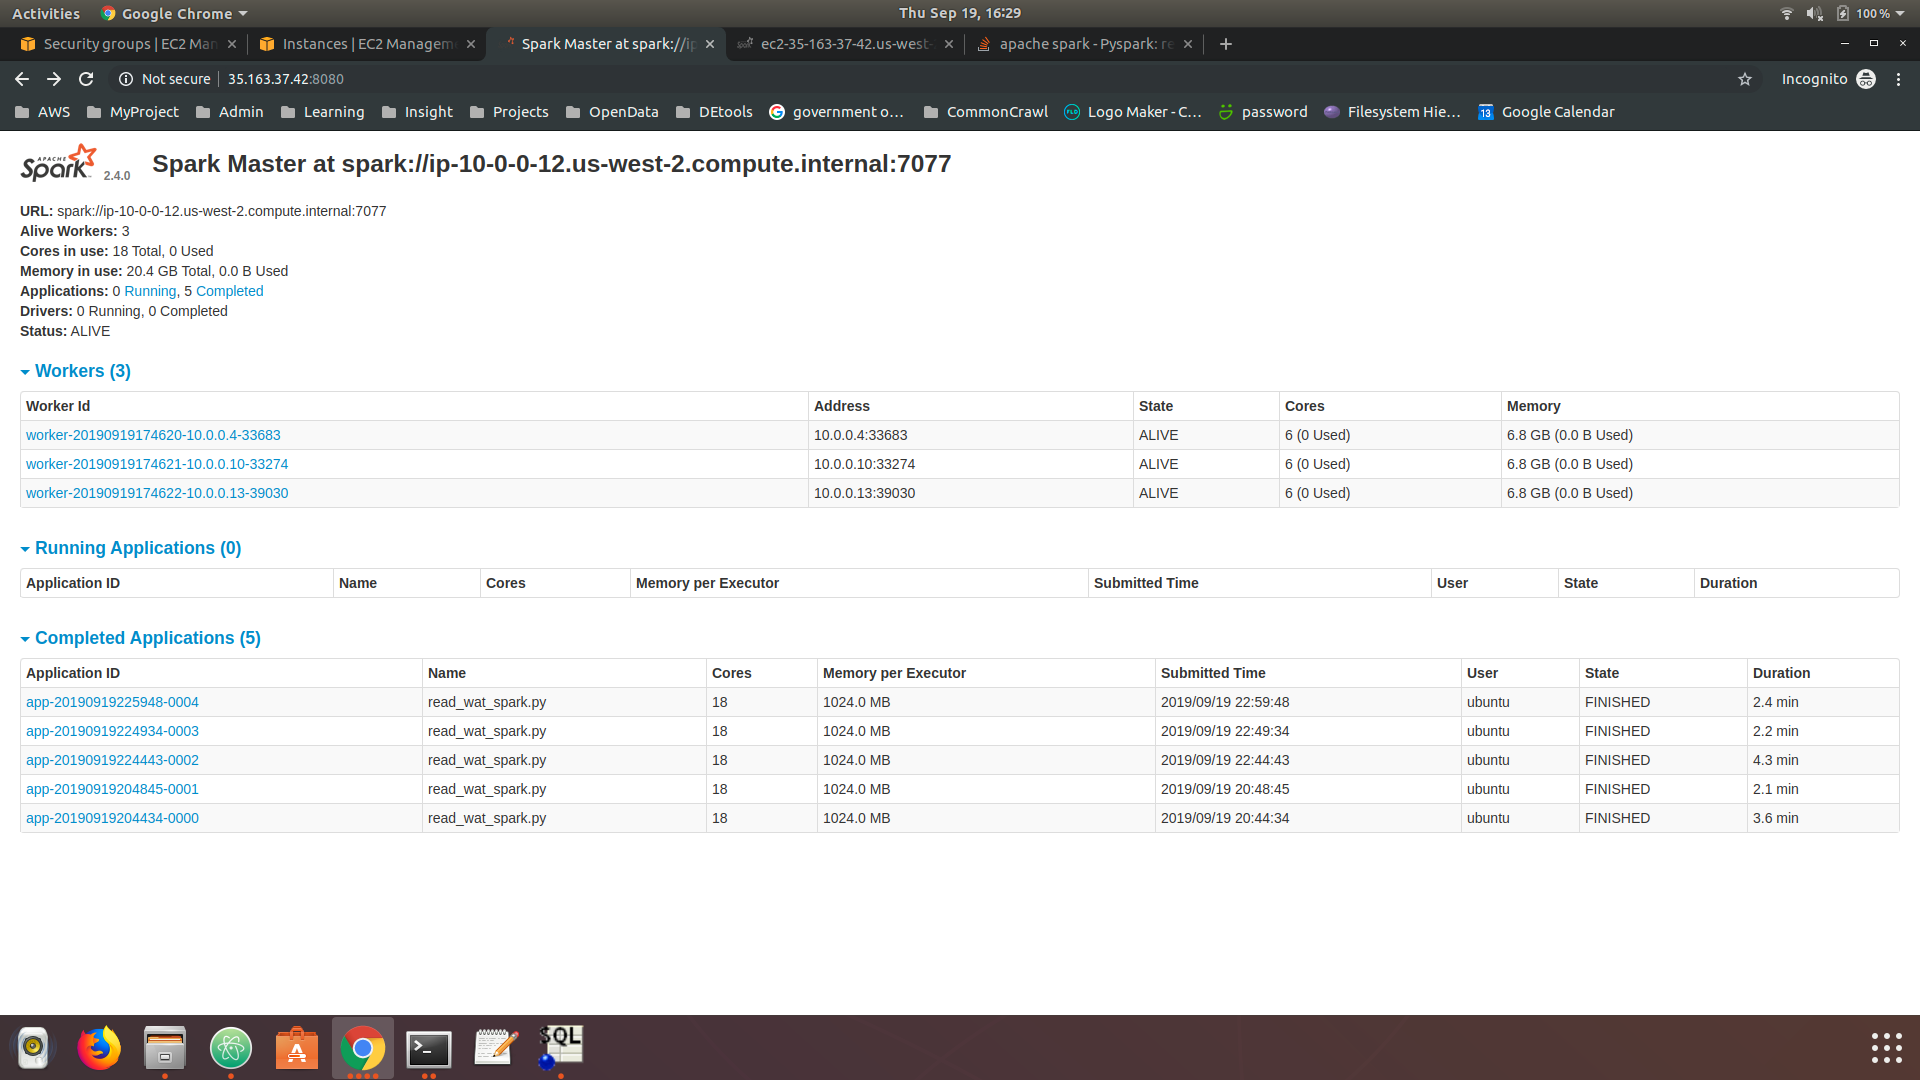 Activities Google Chrome Thu Sep 19, 16:29 100 %
Security groups | EC2 Man Instances | EC2 Managem Spark Master at spark://ip ec2-35-163-37-42.us-west- apache spark - Pyspark: re
Not secure 35.163.37.42:8080 Incognito
AWS MyProject Admin Learning Insight Projects OpenData DEtools government o... CommonCrawl Logo Maker - C... password Filesystem Hie... 13 Google Calendar
APACHE Spark 2.4.0 Spark Master at spark://ip-10-0-0-12.us-west-2.compute.internal:7077
URL: spark://ip-10-0-0-12.us-west-2.compute.internal:7077
Alive Workers: 3
Cores in use: 18 Total, 0 Used
Memory in use: 20.4 GB Total, 0.0 B Used
Applications: 0 Running, 5 Completed
Drivers: 0 Running, 0 Completed
Status: ALIVE
Workers (3)
Worker Id Address State Cores Memory
worker-20190919174620-10.0.0.4-33683 10.0.0.4:33683 ALIVE 6 (0 Used) 6.8 GB (0.0 B Used)
worker-20190919174621-10.0.0.10-33274 10.0.0.10:33274 ALIVE 6 (0 Used) 6.8 GB (0.0 B Used)
worker-20190919174622-10.0.0.13-39030 10.0.0.13:39030 ALIVE 6 (0 Used) 6.8 GB (0.0 B Used)
Running Applications (0)
Application ID Name Cores Memory per Executor Submitted Time User State Duration
Completed Applications (5)
Application ID Name Cores Memory per Executor Submitted Time User State Duration
app-20190919225948-0004 read_wat_spark.py 18 1024.0 MB 2019/09/19 22:59:48 ubuntu FINISHED 2.4 min
app-20190919224934-0003 read_wat_spark.py 18 1024.0 MB 2019/09/19 22:49:34 ubuntu FINISHED 2.2 min
app-20190919224443-0002 read_wat_spark.py 18 1024.0 MB 2019/09/19 22:44:43 ubuntu FINISHED 4.3 min
app-20190919204845-0001 read_wat_spark.py 18 1024.0 MB 2019/09/19 20:48:45 ubuntu FINISHED 2.1 min
app-20190919204434-0000 read_wat_spark.py 18 1024.0 MB 2019/09/19 20:44:34 ubuntu FINISHED 3.6 min
SQL